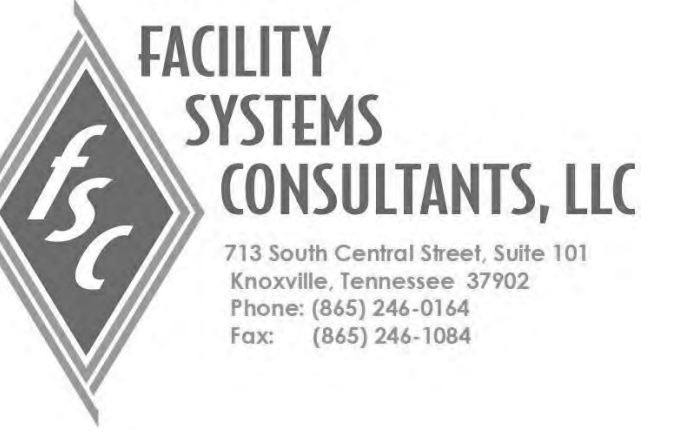 fsc
FACILITY
SYSTEMS
CONSULTANTS, LLC
713 South Central Street, Suite 101
Knoxville, Tennessee 37902
Phone: (865) 246-0164
Fax: (865) 246-1084